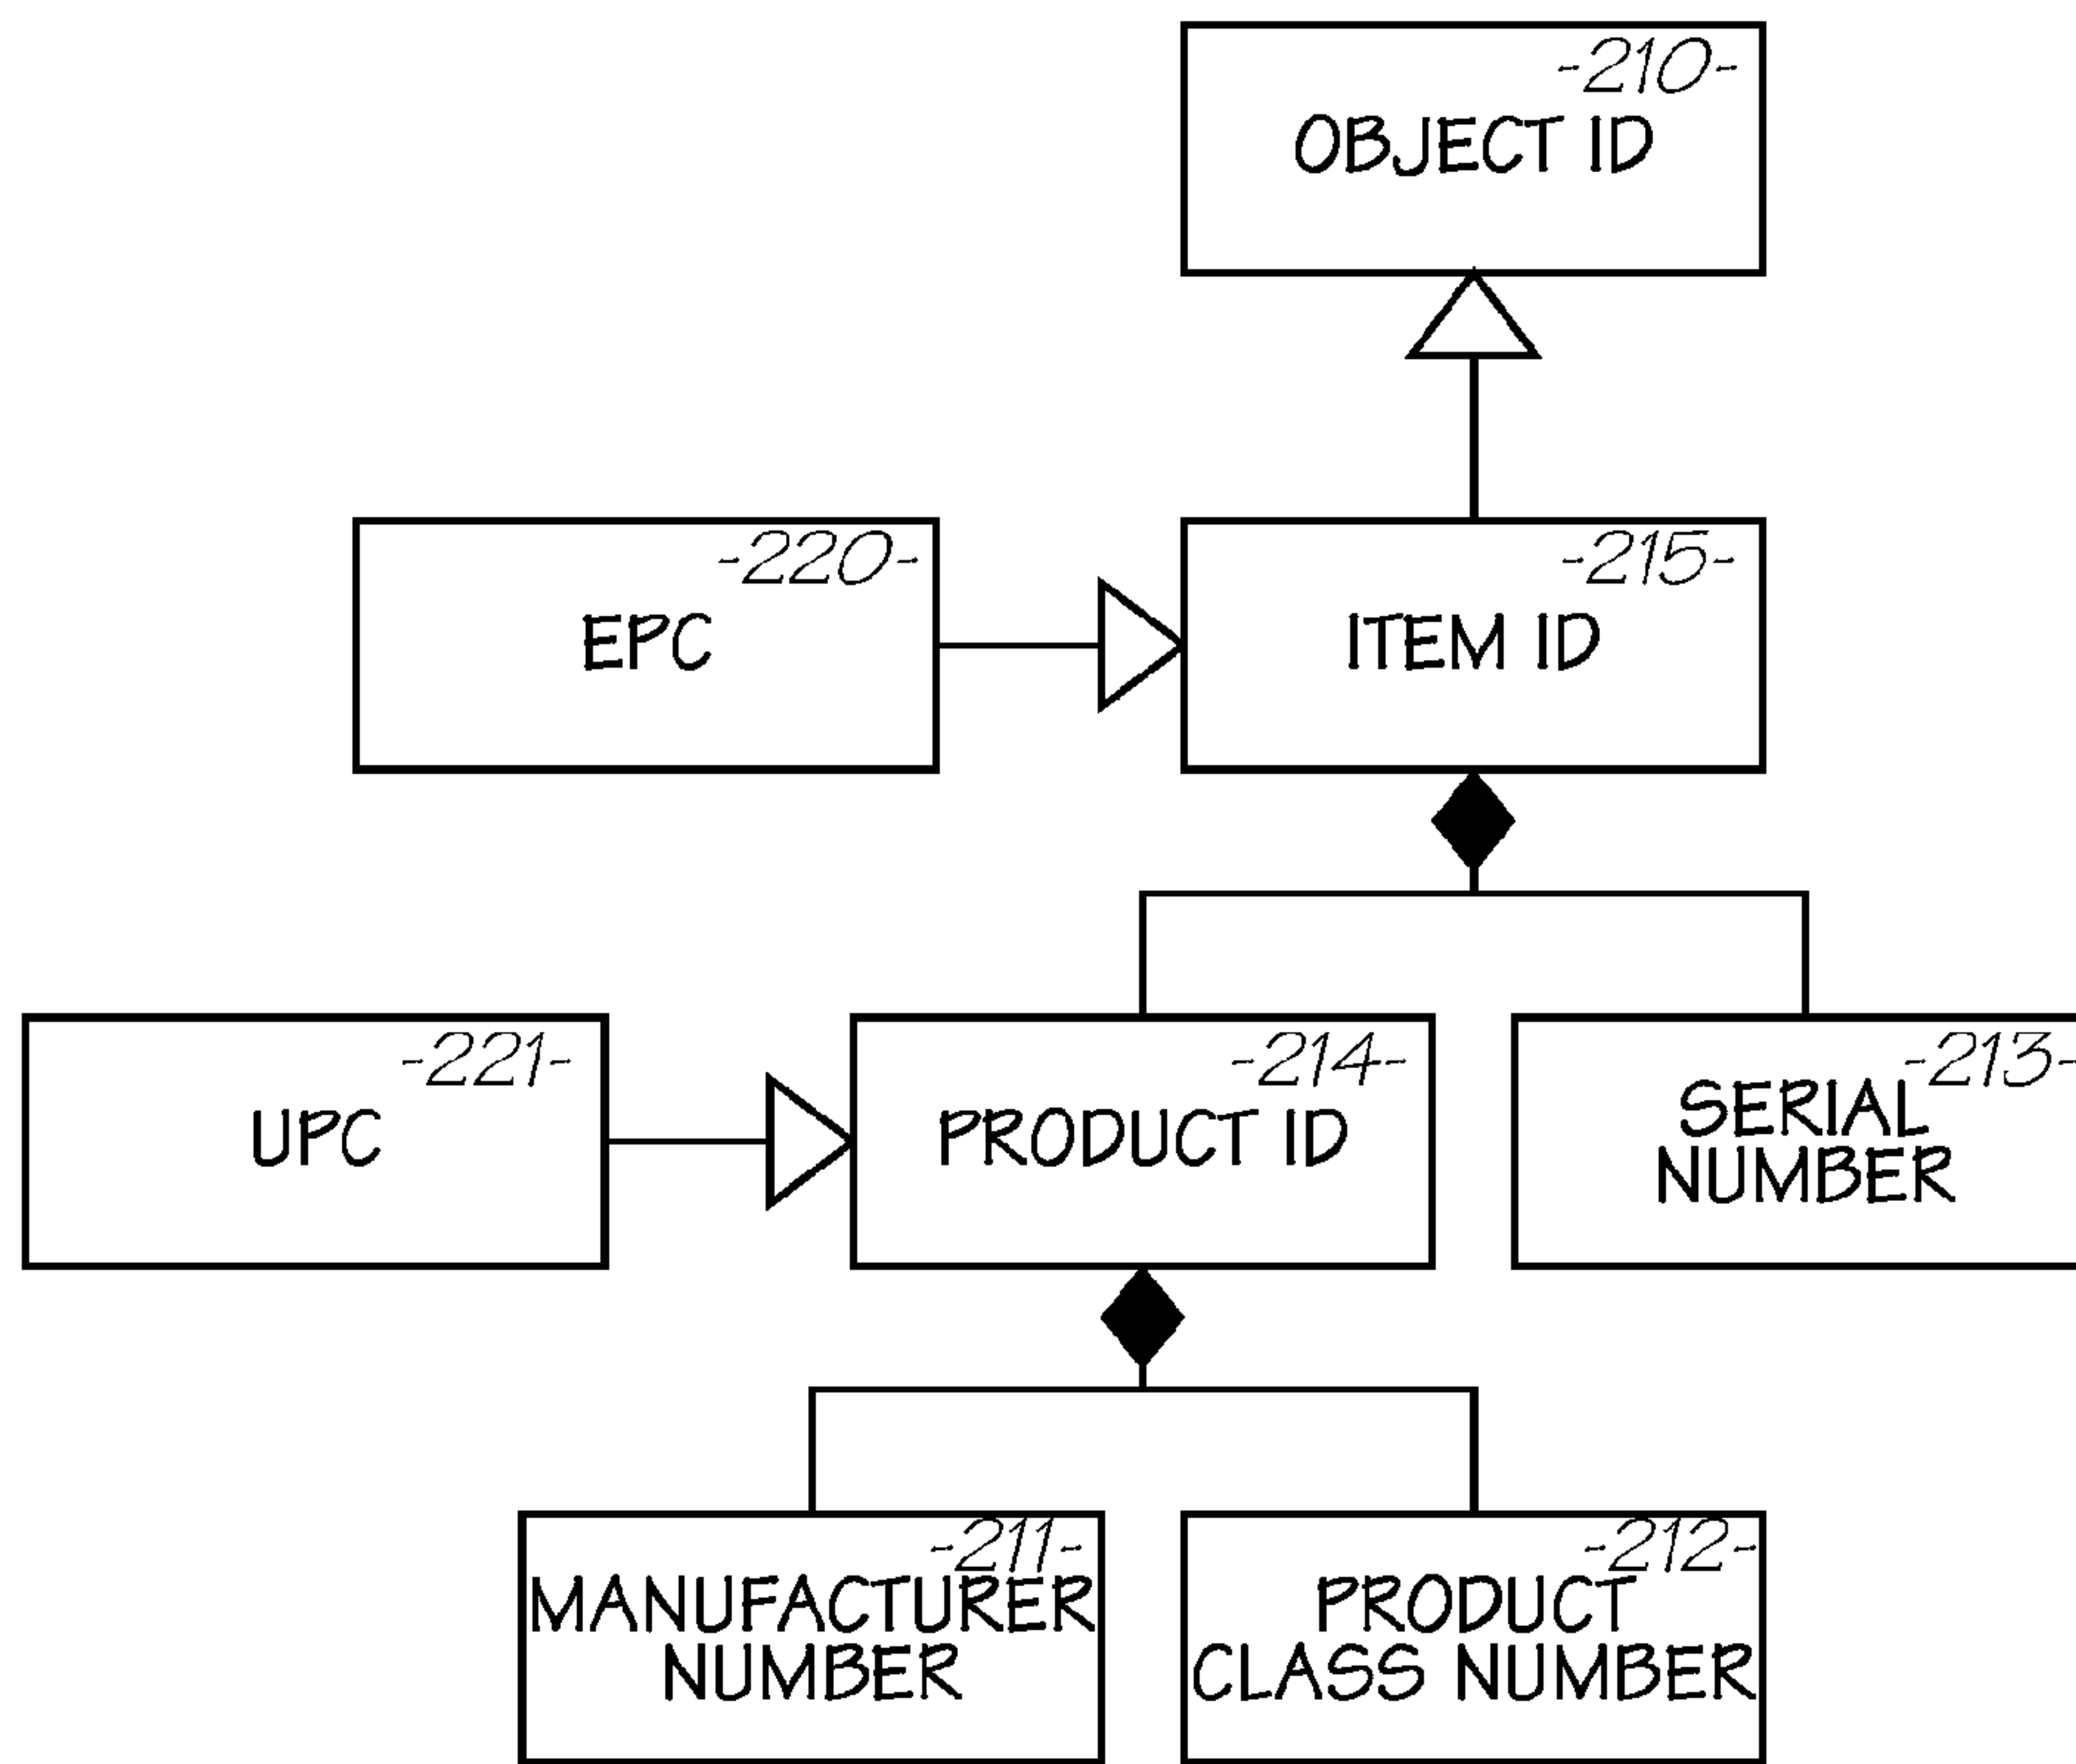 -210-
OBJECT ID
-220-
EPC
-215-
ITEM ID
-221-
UPC
-214-
PRODUCT ID
-213-
SERIAL
NUMBER
-211-
MANUFACTURER
NUMBER
-212-
PRODUCT
CLASS NUMBER